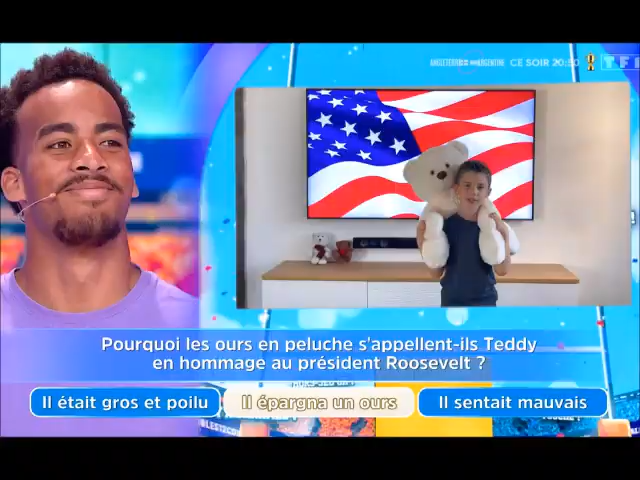 ANGLETERRE ARGENTINE CE SOIR 20:50 TF1
Pourquoi les ours en peluche s'appellent-ils Teddy
en hommage au président Roosevelt ?
Il était gros et poilu
Il épargna un ours
Il sentait mauvais